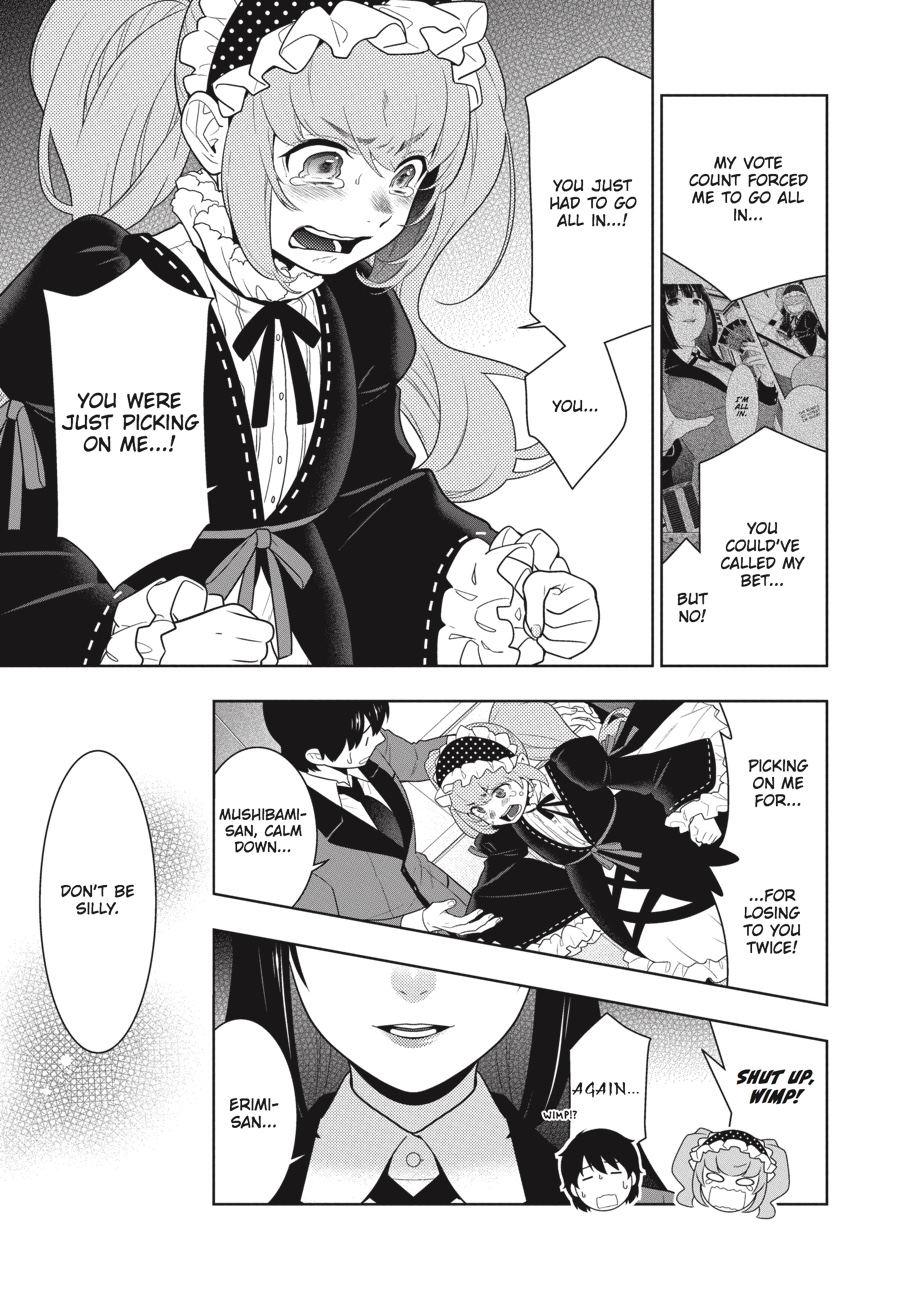 MY VOTE
COUNT FORCED
ME TO GO ALL
IN...
I'M
ALL
IN.
YOU
COULD'VE
CALLED MY
BET...
BUT
NO!
YOU JUST
HAD TO GO
ALL IN...!
YOU...
YOU WERE
JUST PICKING
ON ME...!
PICKING
ON ME
FOR...
...FOR
LOSING
TO YOU
TWICE!
MUSHIBAMI-
SAN, CALM
DOWN...
SHUT UP,
WIMP!
AGAIN...
WIMP!?
ERIMI-
SAN...
DON'T BE
SILLY.